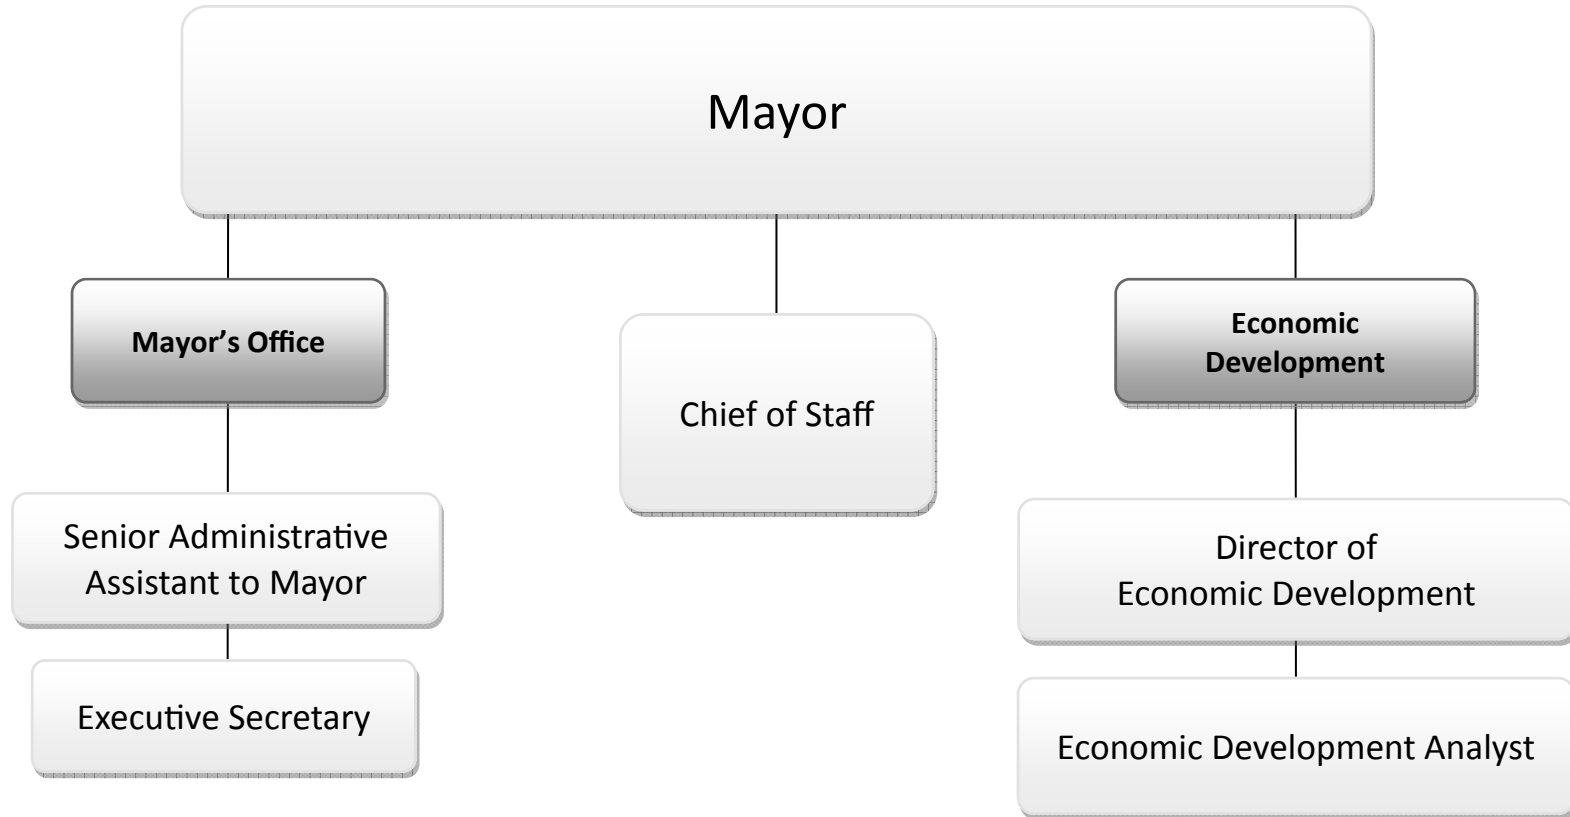 Mayor
Mayor’s Office
Chief of Staff
Economic
Development
Senior Administrative
Assistant to Mayor
Executive Secretary
Director of
Economic Development
Economic Development Analyst